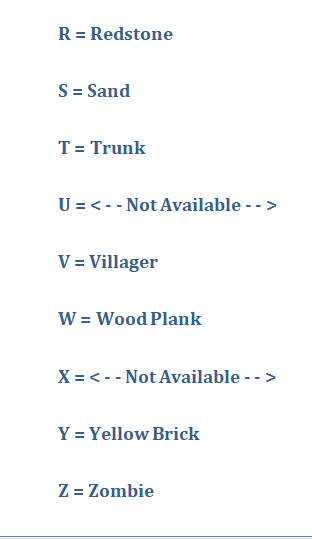 R = Redstone
S = Sand
T = Trunk
U = < - - Not Available - - >
V = Villager
W = Wood Plank
X = < - - Not Available - - >
Y = Yellow Brick
Z = Zombie